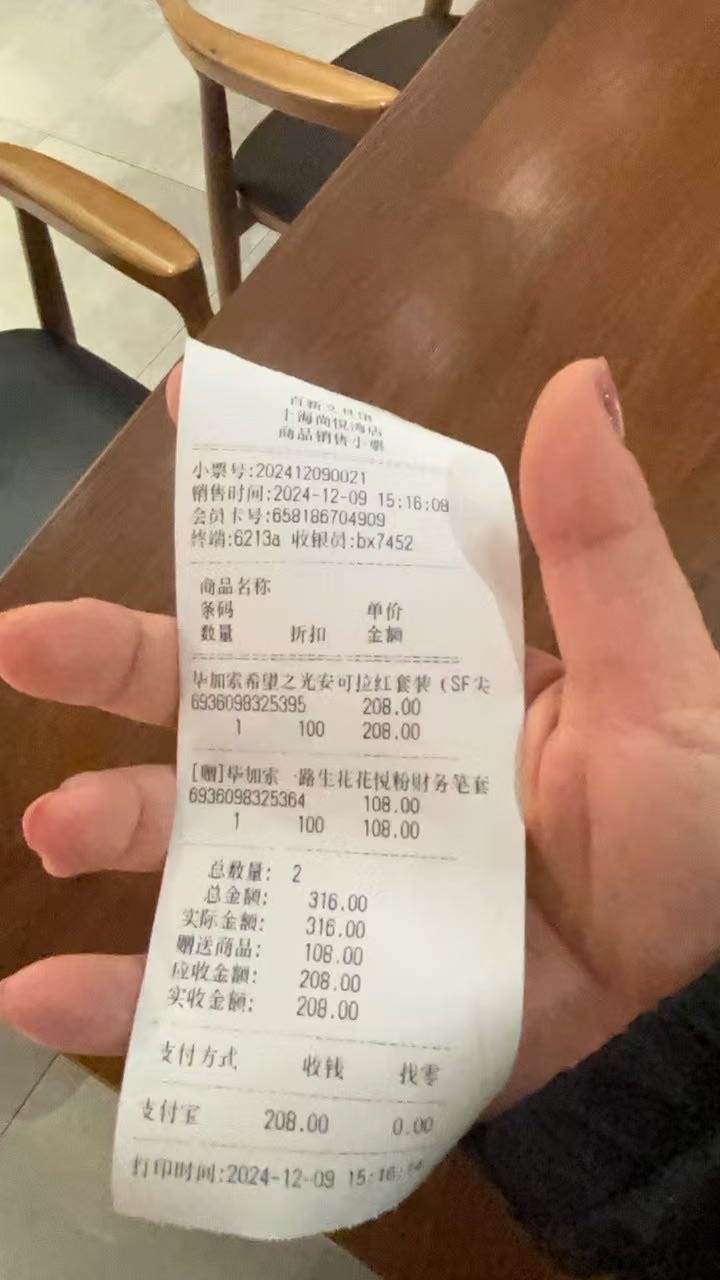 百新文具馆
上海尚悦湾店
商品销售小票
小票号:202412090021
销售时间:2024-12-09 15:16:08
会员卡号:658186704909
终端:6213a 收银员:bx7452
商品名称
条码 单价
数量 折扣 金额
毕加索希望之光安可拉红套装（SF尖
6936098325395 208.00
1 100 208.00
[赠]毕加索 一路生花花悦粉财务笔套
6936098325364 108.00
1 100 108.00
总数量: 2
总金额: 316.00
实际金额: 316.00
赠送商品: 108.00
应收金额: 208.00
实收金额: 208.00
支付方式 收钱 找零
支付宝 208.00 0.00
打印时间:2024-12-09 15:16: